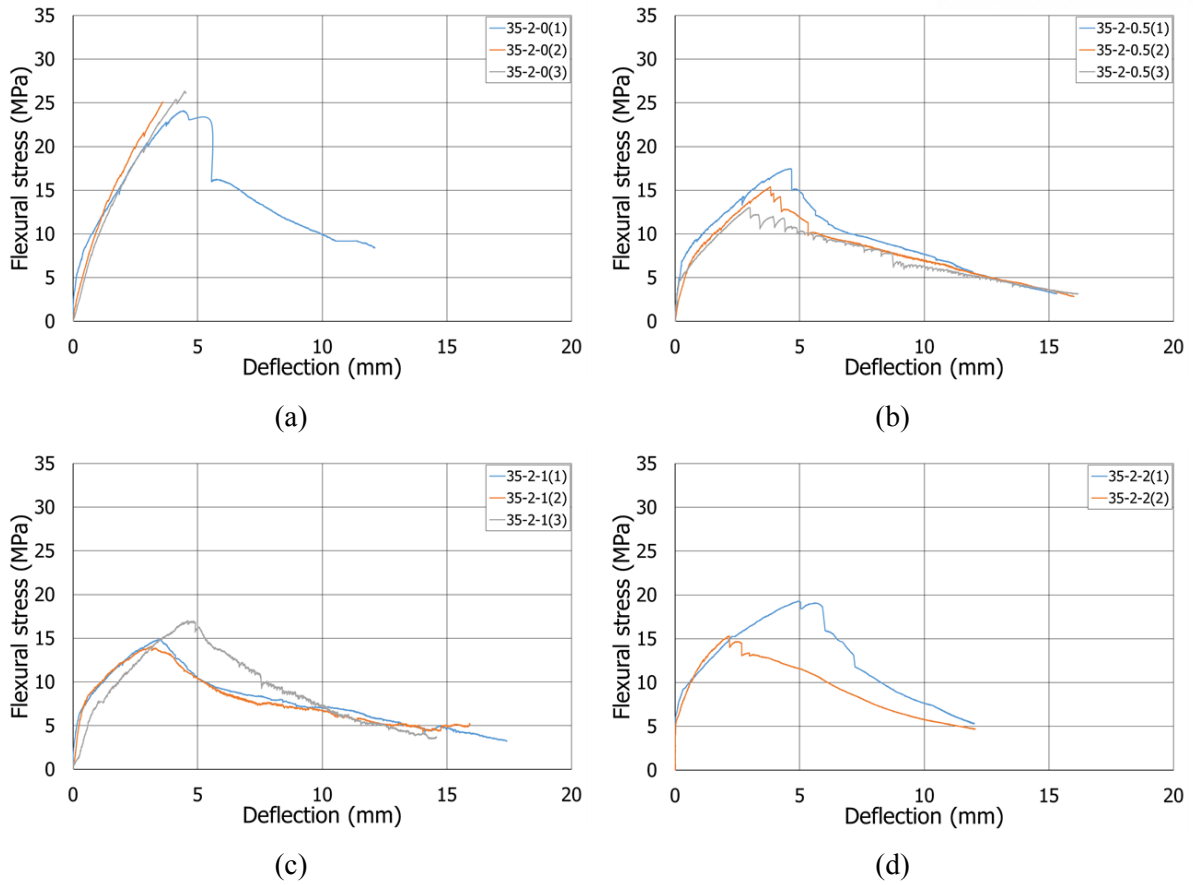 35
30
25
20
15
10
5
0
Flexural stress (MPa)
0 5 10 15 20
Deflection (mm)
35-2-0(1)
35-2-0(2)
35-2-0(3)
(a)
35
30
25
20
15
10
5
0
Flexural stress (MPa)
0 5 10 15 20
Deflection (mm)
35-2-0.5(1)
35-2-0.5(2)
35-2-0.5(3)
(b)
35
30
25
20
15
10
5
0
Flexural stress (MPa)
0 5 10 15 20
Deflection (mm)
35-2-1(1)
35-2-1(2)
35-2-1(3)
(c)
35
30
25
20
15
10
5
0
Flexural stress (MPa)
0 5 10 15 20
Deflection (mm)
35-2-2(1)
35-2-2(2)
(d)